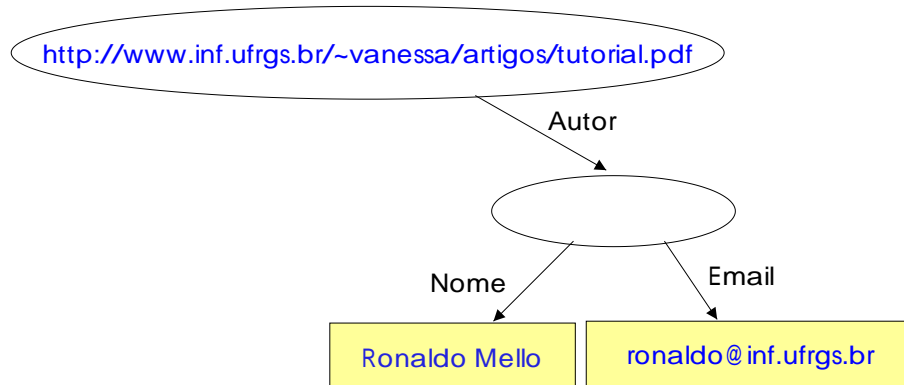 http://www.inf.ufrgs.br/~vanessa/artigos/tutorial.pdf
Autor
Nome
Email
Ronaldo Mello
ronaldo@inf.ufrgs.br